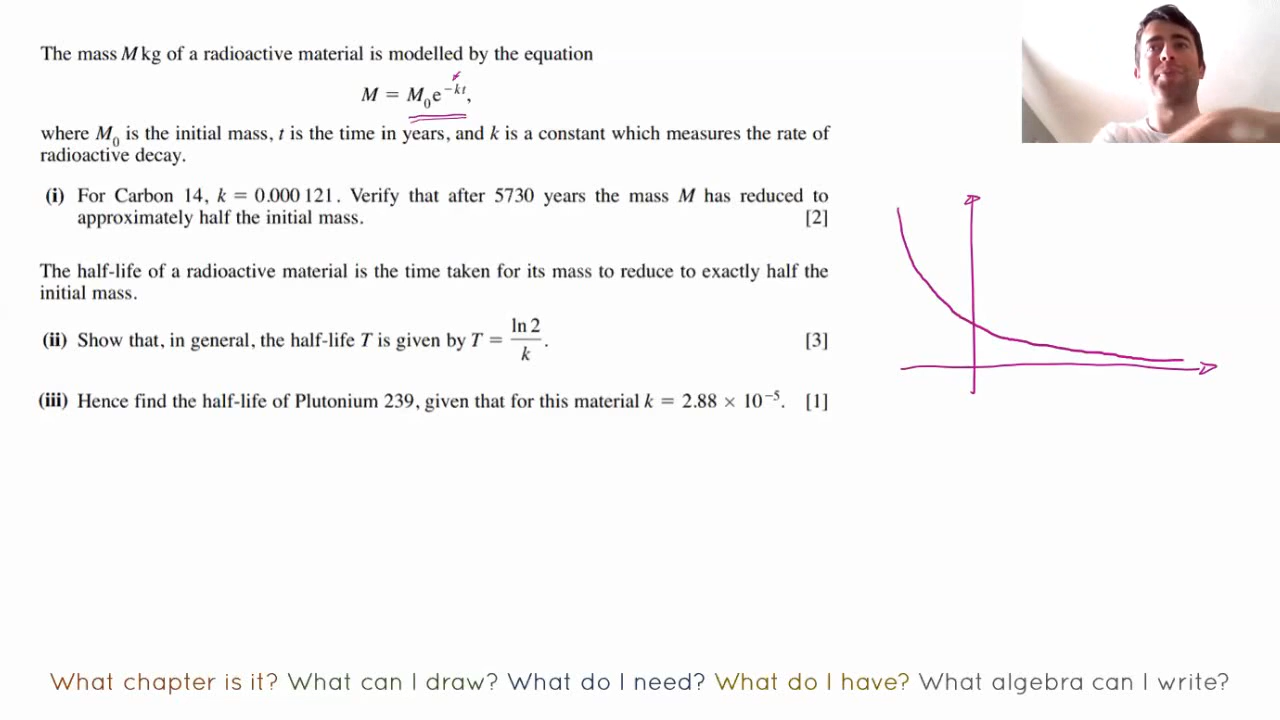 The mass M kg of a radioactive material is modelled by the equation
M = M₀e⁻ᵏᵗ,
where M₀ is the initial mass, t is the time in years, and k is a constant which measures the rate of
radioactive decay.
(i) For Carbon 14, k = 0.000 121. Verify that after 5730 years the mass M has reduced to
approximately half the initial mass. [2]
The half-life of a radioactive material is the time taken for its mass to reduce to exactly half the
initial mass.
(ii) Show that, in general, the half-life T is given by T = ln 2 / k. [3]
(iii) Hence find the half-life of Plutonium 239, given that for this material k = 2.88 × 10⁻⁵. [1]
What chapter is it? What can I draw? What do I need? What do I have? What algebra can I write?